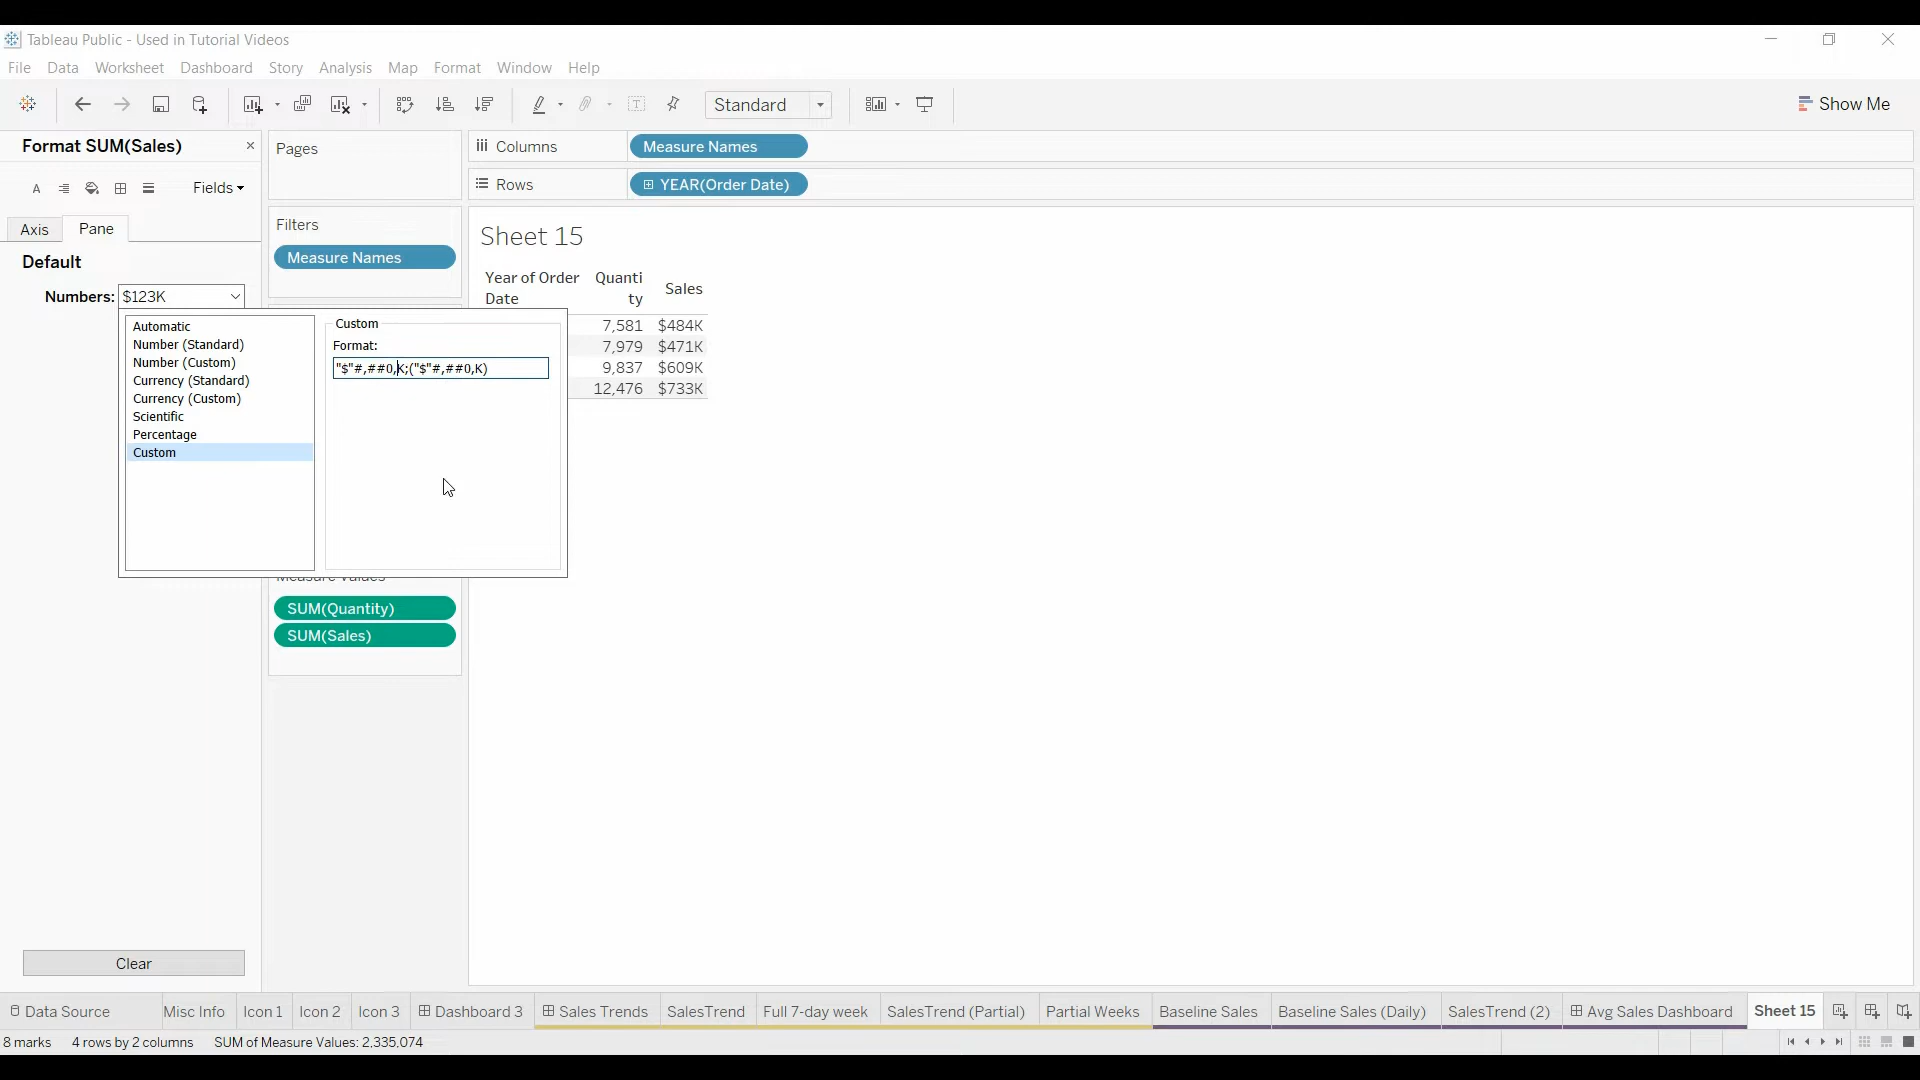 Tableau Public - Used in Tutorial Videos
File Data Worksheet Dashboard Story Analysis Map Format Window Help
Standard
Show Me
Format SUM(Sales)
Fields
Axis Pane
Default
Numbers: $123K
Automatic
Number (Standard)
Number (Custom)
Currency (Standard)
Currency (Custom)
Scientific
Percentage
Custom
Custom
Format:
"$"#,##0,K;("$"#,##0,K)
Clear
Pages
Filters
Measure Names
Measure Values
SUM(Quantity)
SUM(Sales)
Columns Measure Names
Rows YEAR(Order Date)
Sheet 15
Year of Order Date Quantity Sales
7,581 $484K
7,979 $471K
9,837 $609K
12,476 $733K
Data Source Misc Info Icon 1 Icon 2 Icon 3 Dashboard 3 Sales Trends SalesTrend Full 7-day week SalesTrend (Partial) Partial Weeks Baseline Sales Baseline Sales (Daily) SalesTrend (2) Avg Sales Dashboard Sheet 15
8 marks 4 rows by 2 columns SUM of Measure Values: 2,335,074